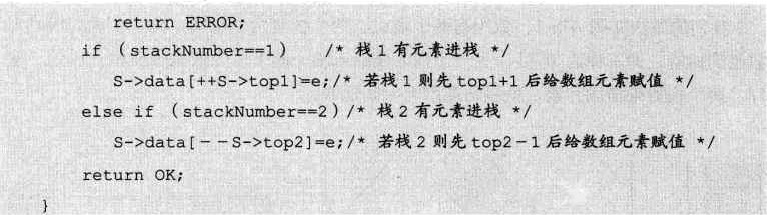 return ERROR;
if （stackNumber==1） /* 栈1有元素进栈 */
S->data[++S->top1]=e;/* 若栈1则先top1+1后给数组元素赋值 */
else if （stackNumber==2）/* 栈2有元素进栈 */
S->data[－－S->top2]=e;/* 若栈2则先top2－1后给数组元素赋值 */
return OK;
}